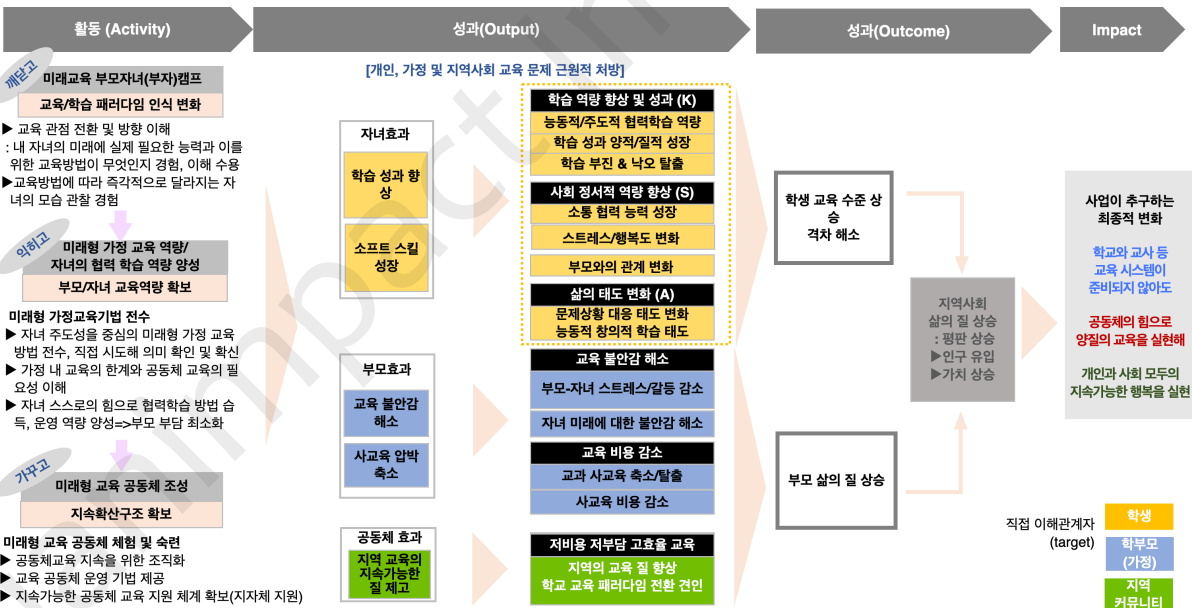 활동 (Activity)
성과(Output)
성과(Outcome)
Impact
깨닫고
미래교육 부모자녀(부자)캠프
교육/학습 패러다임 인식 변화
▶ 교육 관점 전환 및 방향 이해
: 내 자녀의 미래에 실제 필요한 능력과 이를
위한 교육방법이 무엇인지 경험, 이해 수용
▶교육방법에 따라 즉각적으로 달라지는 자
녀의 모습 관찰 경험
익히고
미래형 가정 교육 역량/
자녀의 협력 학습 역량 양성
부모/자녀 교육역량 확보
미래형 가정교육기법 전수
▶ 자녀 주도성을 중심의 미래형 가정 교육
방법 전수, 직접 시도해 의미 확인 및 확신
▶ 가정 내 교육의 한계와 공동체 교육의 필
요성 이해
▶ 자녀 스스로의 힘으로 협력학습 방법 습
득, 운영 역량 양성=>부모 부담 최소화
가꾸고
미래형 교육 공동체 조성
지속확산구조 확보
미래형 교육 공동체 체험 및 숙련
▶ 공동체교육 지속을 위한 조직화
▶ 교육 공동체 운영 기법 제공
▶ 지속가능한 공동체 교육 지원 체계 확보(지자체 지원)
[개인, 가정 및 지역사회 교육 문제 근원적 처방]
자녀효과
학습 성과 향
상
소프트 스킬
성장
부모효과
교육 불안감
해소
사교육 압박
축소
공동체 효과
지역 교육의
지속가능한
질 제고
학습 역량 향상 및 성과 (K)
능동적/주도적 협력학습 역량
학습 성과 양적/질적 성장
학습 부진 & 낙오 탈출
사회 정서적 역량 향상 (S)
소통 협력 능력 성장
스트레스/행복도 변화
부모와의 관계 변화
삶의 태도 변화 (A)
문제상황 대응 태도 변화
능동적 창의적 학습 태도
교육 불안감 해소
부모-자녀 스트레스/갈등 감소
자녀 미래에 대한 불안감 해소
교육 비용 감소
교과 사교육 축소/탈출
사교육 비용 감소
저비용 저부담 고효율 교육
지역의 교육 질 향상
학교 교육 패러다임 전환 견인
학생 교육 수준 상
승
격차 해소
부모 삶의 질 상승
지역사회
삶의 질 상승
: 평판 상승
▶인구 유입
▶가치 상승
사업이 추구하는
최종적 변화
학교와 교사 등
교육 시스템이
준비되지 않아도
공동체의 힘으로
양질의 교육을 실현해
개인과 사회 모두의
지속가능한 행복을 실현
직접 이해관계자
(target)
학생
학부모
(가정)
지역
커뮤니티